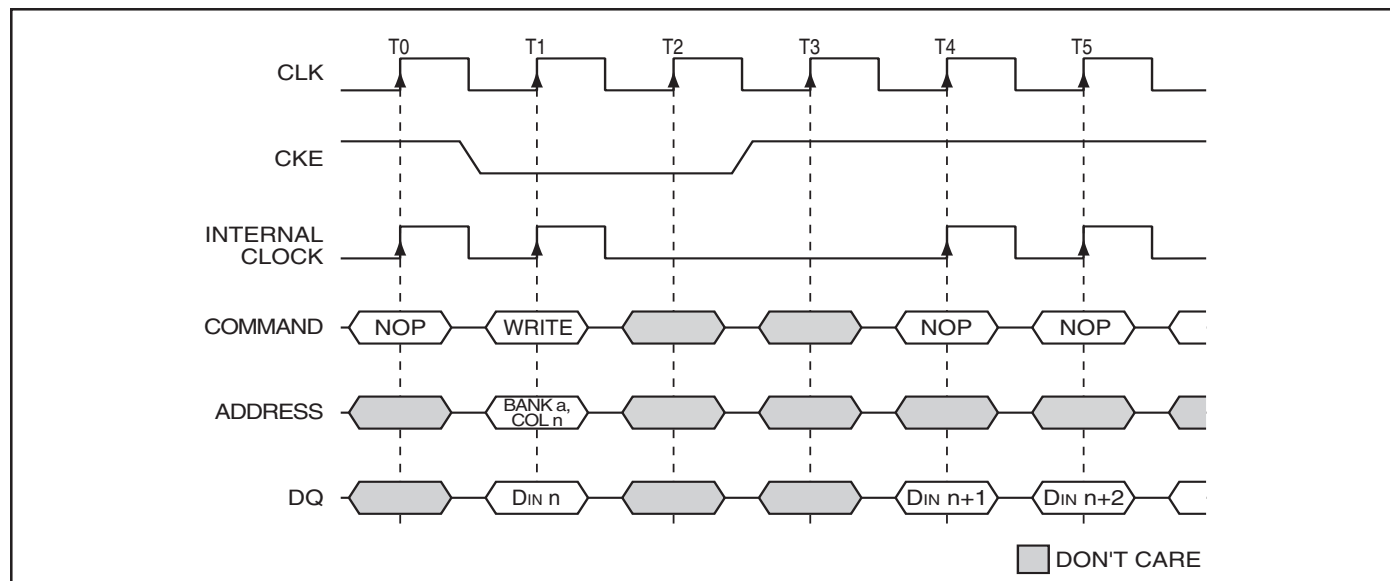 T0 T1 T2 T3 T4 T5
CLK
CKE
INTERNAL
CLOCK
COMMAND NOP WRITE NOP NOP
ADDRESS BANK a,
COL n
DQ DIN n DIN n+1 DIN n+2
DON'T CARE